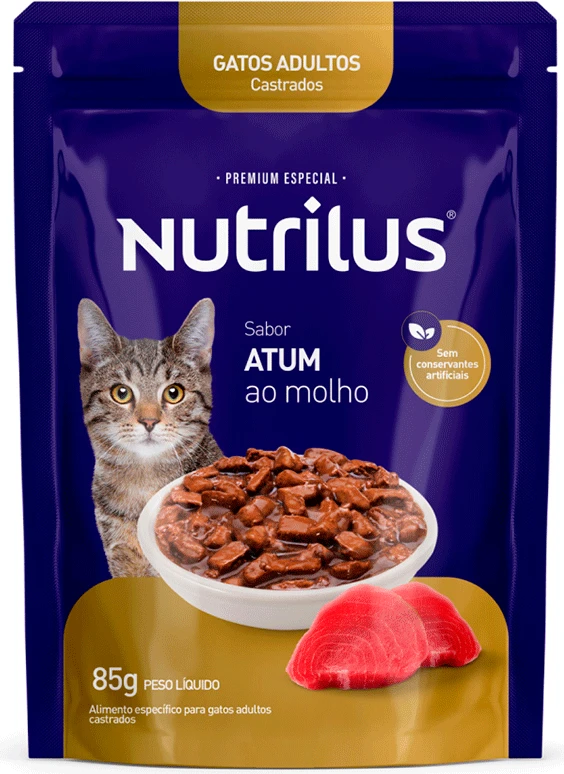 GATOS ADULTOS
Castrados
• PREMIUM ESPECIAL •
Nutrilus®
Sabor
ATUM
ao molho
Sem
conservantes
artificiais
85g PESO LÍQUIDO
Alimento específico para gatos adultos
castrados